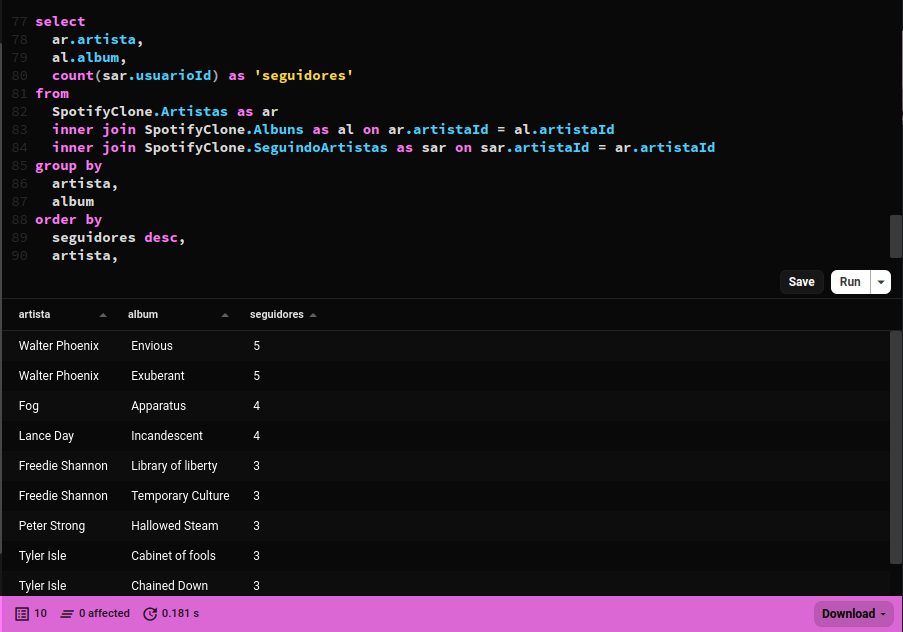 77 select
78 ar.artista,
79 al.album,
80 count(sar.usuarioId) as 'seguidores'
81 from
82 SpotifyClone.Artistas as ar
83 inner join SpotifyClone.Albuns as al on ar.artistaId = al.artistaId
84 inner join SpotifyClone.SeguindoArtistas as sar on sar.artistaId = ar.artistaId
85 group by
86 artista,
87 album
88 order by
89 seguidores desc,
90 artista,
Save Run
artista album seguidores
Walter Phoenix Envious 5
Walter Phoenix Exuberant 5
Fog Apparatus 4
Lance Day Incandescent 4
Freedie Shannon Library of liberty 3
Freedie Shannon Temporary Culture 3
Peter Strong Hallowed Steam 3
Tyler Isle Cabinet of fools 3
Tyler Isle Chained Down 3
10 0 affected 0.181 s Download